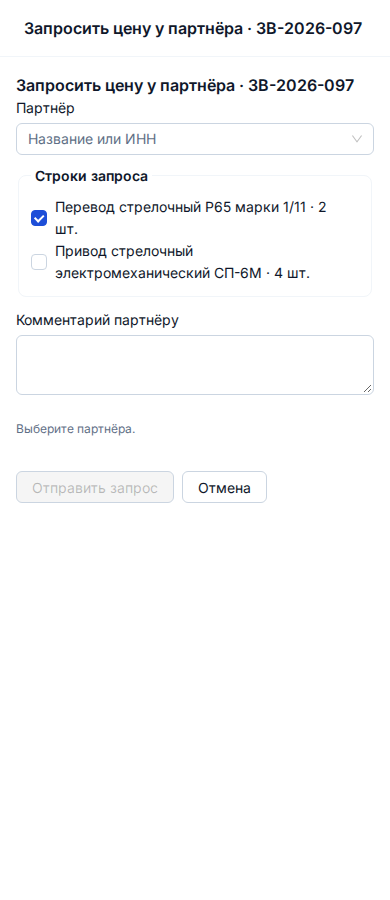 Запросить цену у партнёра · ЗВ-2026-097
Запросить цену у партнёра · ЗВ-2026-097
Партнёр
Название или ИНН
Строки запроса
Перевод стрелочный Р65 марки 1/11 · 2
шт.
Привод стрелочный
электромеханический СП-6М · 4 шт.
Комментарий партнёру
Выберите партнёра.
Отправить запрос
Отмена